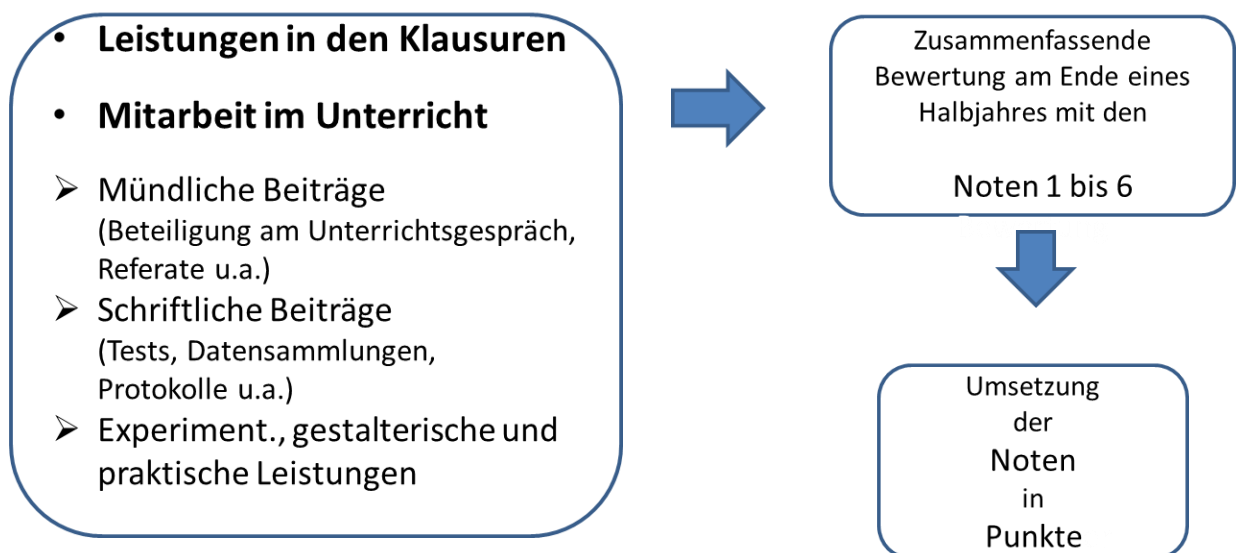 • Leistungen in den Klausuren
• Mitarbeit im Unterricht
➢ Mündliche Beiträge
(Beteiligung am Unterrichtsgespräch,
Referate u.a.)
➢ Schriftliche Beiträge
(Tests, Datensammlungen,
Protokolle u.a.)
➢ Experiment., gestalterische und
praktische Leistungen
Zusammenfassende
Bewertung am Ende eines
Halbjahres mit den
Noten 1 bis 6
Umsetzung
der
Noten
in
Punkte